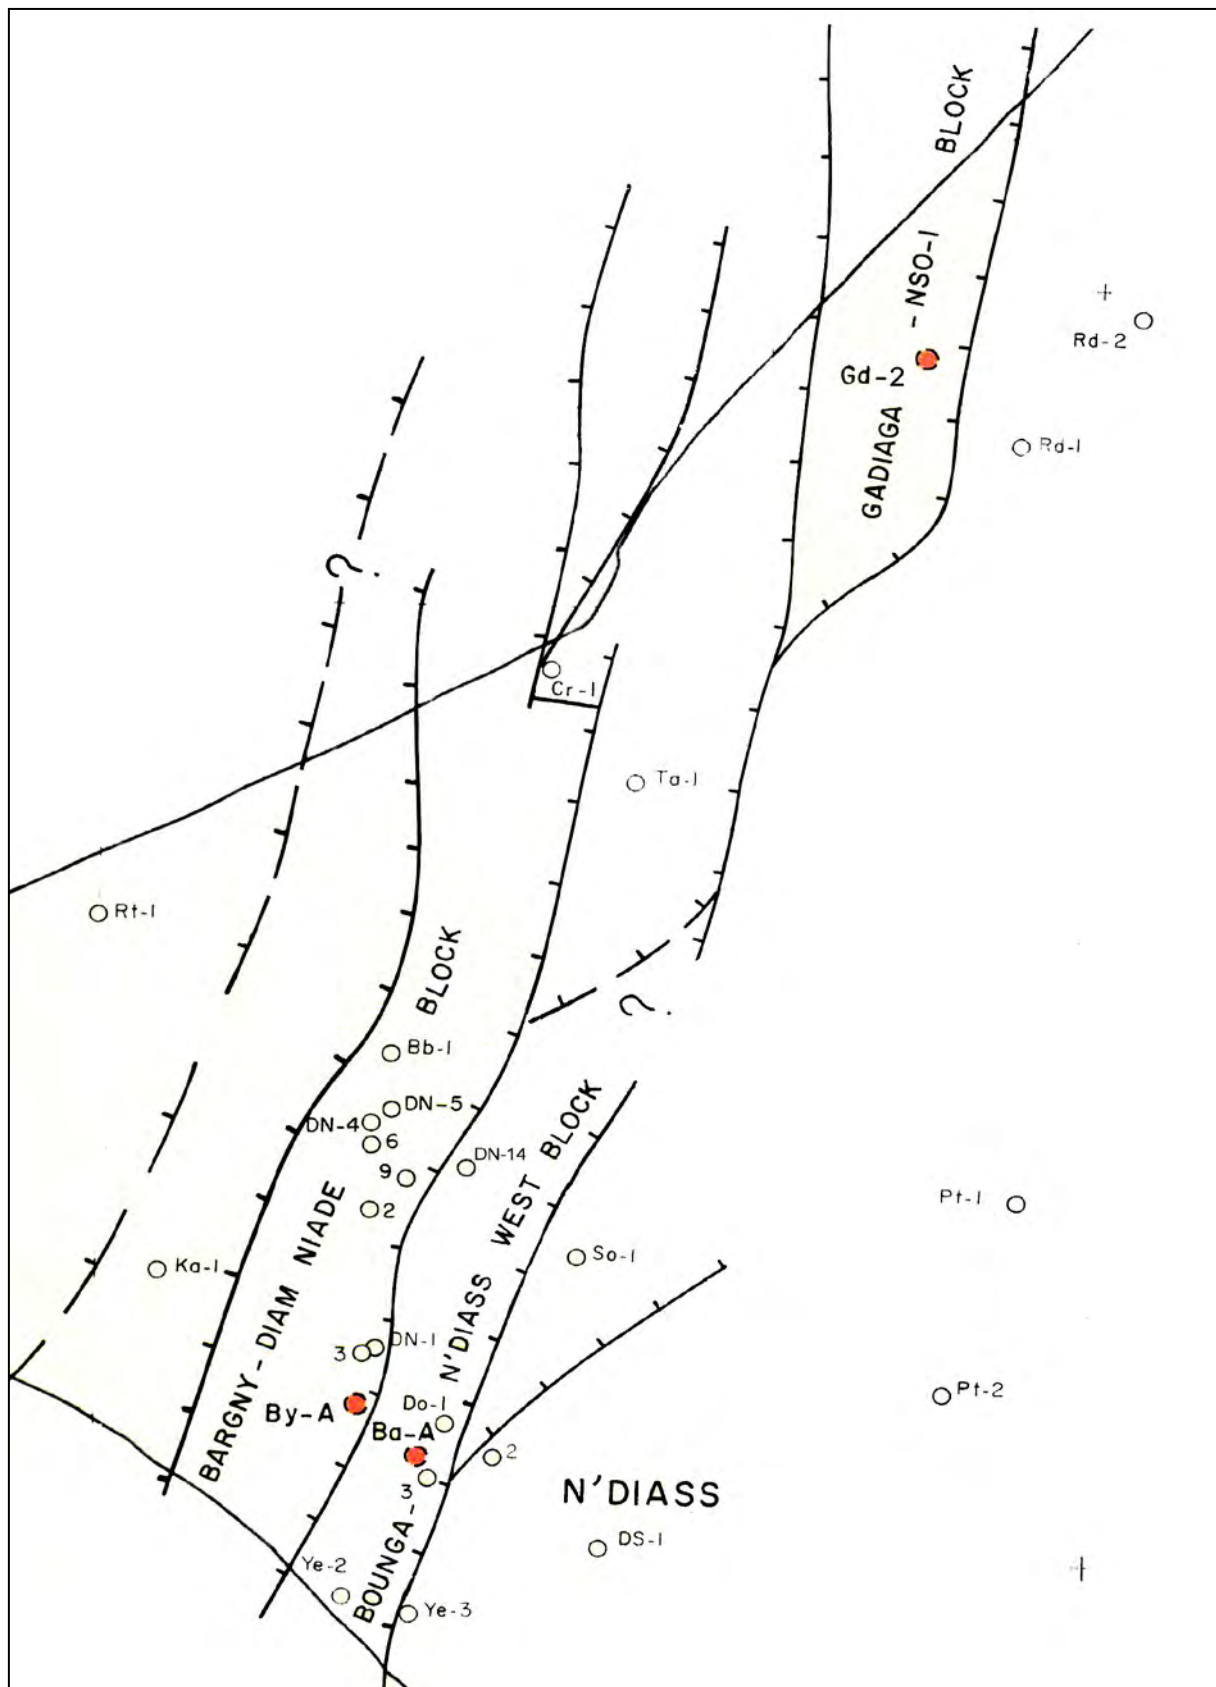 BLOCK
GADIAGA - NSO-1
Rd-2
Gd-2
Rd-1
?
Cr-1
Ta-1
Rt-1
BLOCK
?
Bb-1
DN-5
DN-4
6
DN-14
9
2
Pt-1
BARGNY-DIAM NIADE
N'DIASS WEST BLOCK
So-1
Ka-1
DN-1
3
Pt-2
By-A
Do-1
Ba-A
2
3
N'DIASS
BOUNGA-
DS-1
Ye-2
Ye-3